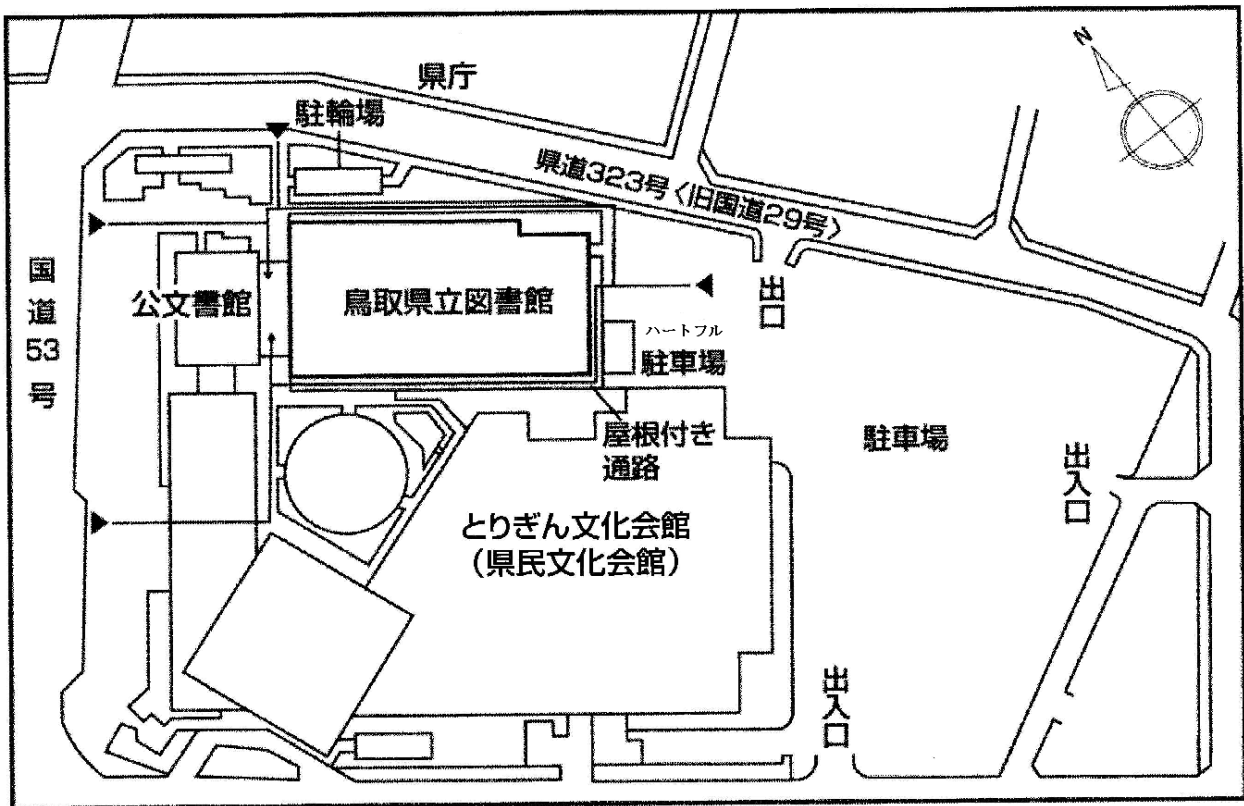 N
県庁
駐輪場
県道323号〈旧国道29号〉
国道53号
公文書館
鳥取県立図書館
出口
ハートフル
駐車場
屋根付き
通路
駐車場
出入口
とりぎん文化会館
(県民文化会館)
出入口